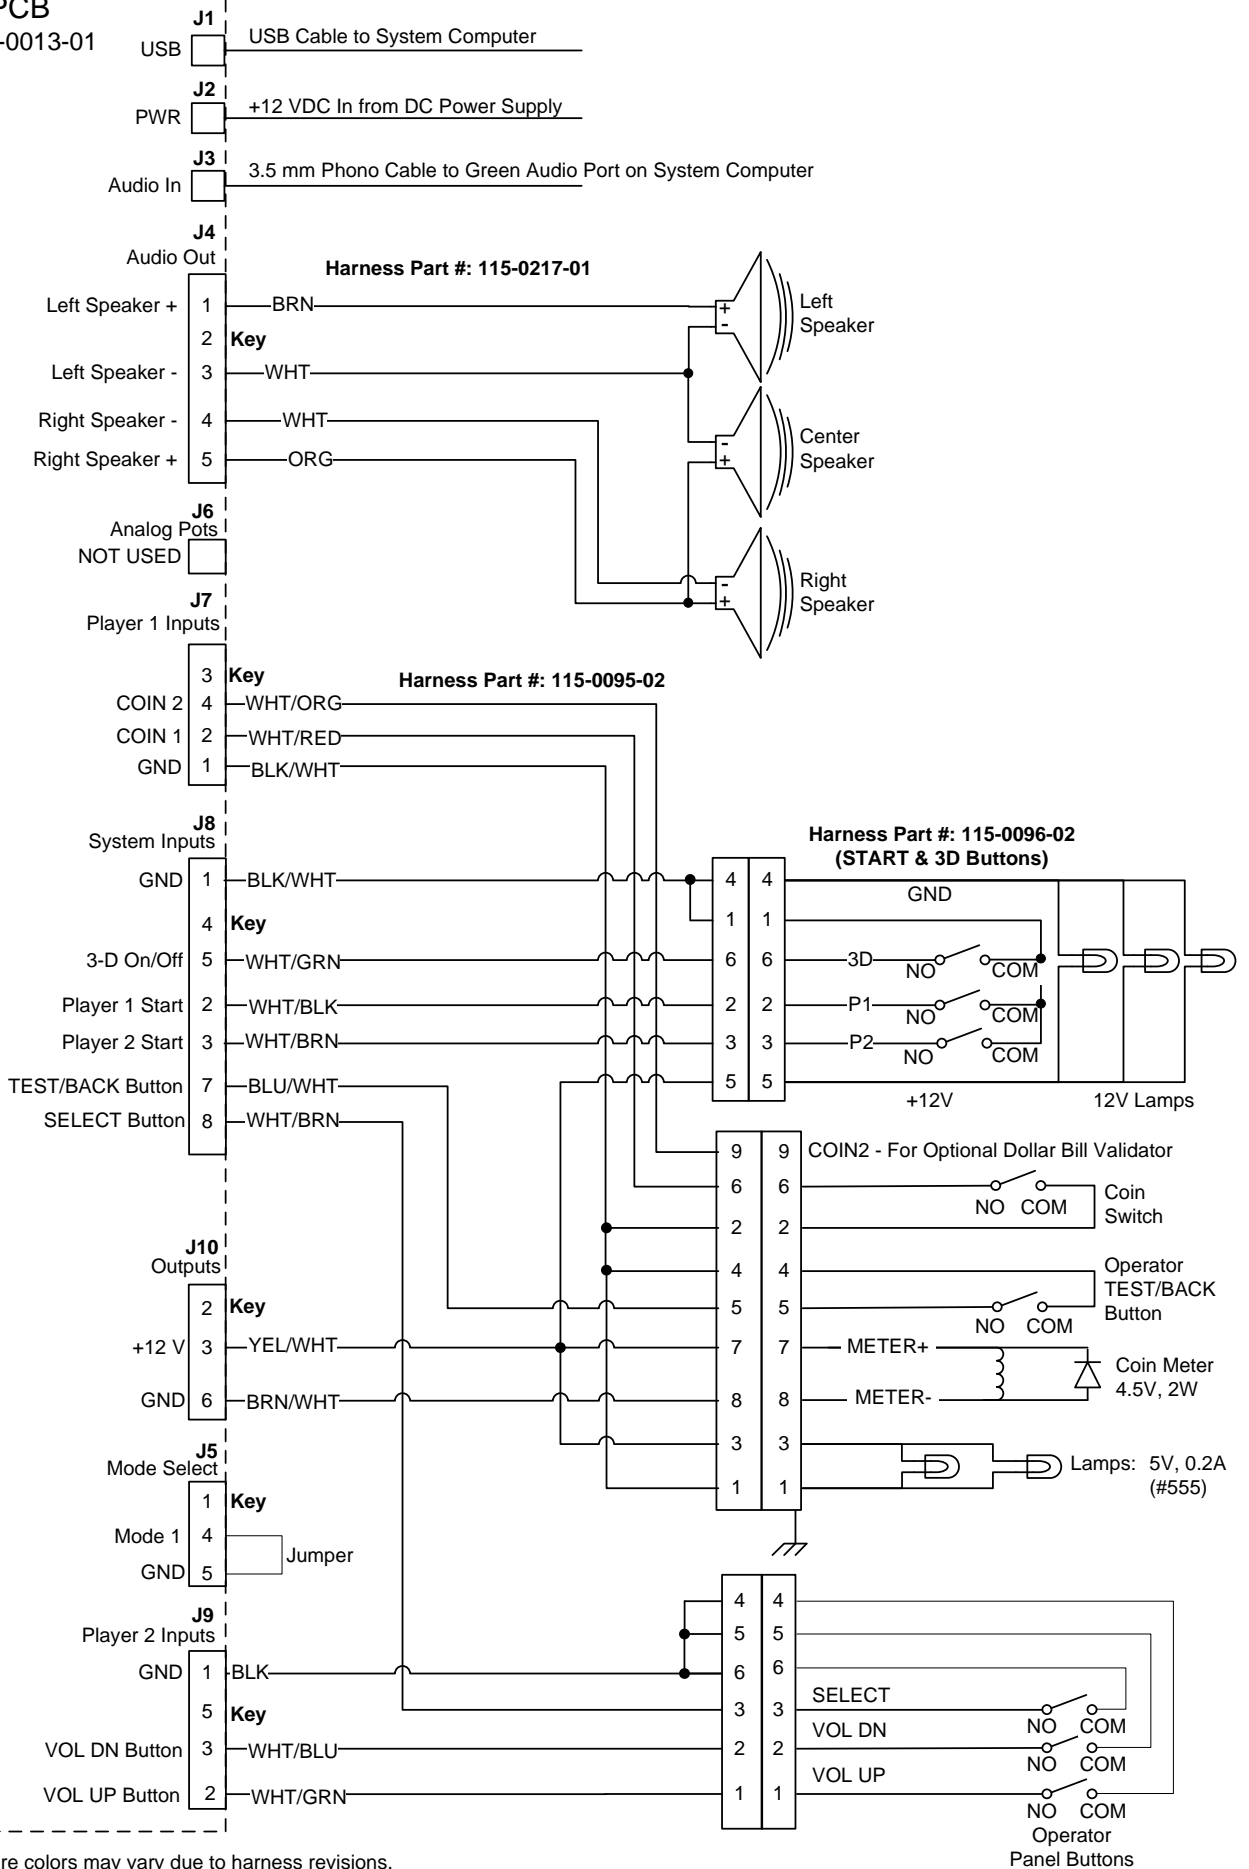 PCB
-0013-01
J1
USB
USB Cable to System Computer
J2
PWR
+12 VDC In from DC Power Supply
J3
Audio In
3.5 mm Phono Cable to Green Audio Port on System Computer
J4
Audio Out
Harness Part #: 115-0217-01
Left Speaker +
1
BRN
2
Key
Left Speaker -
3
WHT
Right Speaker -
4
WHT
Right Speaker +
5
ORG
+
-
Left
Speaker
-
+
Center
Speaker
-
+
Right
Speaker
J6
Analog Pots
NOT USED
J7
Player 1 Inputs
3
Key
Harness Part #: 115-0095-02
COIN 2
4
WHT/ORG
COIN 1
2
WHT/RED
GND
1
BLK/WHT
J8
System Inputs
Harness Part #: 115-0096-02
(START & 3D Buttons)
GND
1
BLK/WHT
4
4
GND
4
Key
1
1
3-D On/Off
5
WHT/GRN
6
6
3D
NO
COM
Player 1 Start
2
WHT/BLK
2
2
P1
NO
COM
Player 2 Start
3
WHT/BRN
3
3
P2
NO
COM
TEST/BACK Button
7
BLU/WHT
5
5
+12V
12V Lamps
SELECT Button
8
WHT/BRN
9
9
COIN2 - For Optional Dollar Bill Validator
6
6
NO
COM
Coin
Switch
2
2
J10
Outputs
4
4
Operator
TEST/BACK
Button
2
Key
5
5
NO
COM
+12 V
3
YEL/WHT
7
7
METER+
Coin Meter
4.5V, 2W
GND
6
BRN/WHT
8
8
METER-
3
3
Lamps: 5V, 0.2A
(#555)
1
1
J5
Mode Select
1
Key
Mode 1
4
GND
5
Jumper
J9
Player 2 Inputs
4
4
5
5
GND
1
BLK
6
6
5
Key
3
3
SELECT
NO
COM
VOL DN Button
3
WHT/BLU
2
2
VOL DN
NO
COM
VOL UP Button
2
WHT/GRN
1
1
VOL UP
NO
COM
Operator
Panel Buttons
re colors may vary due to harness revisions.